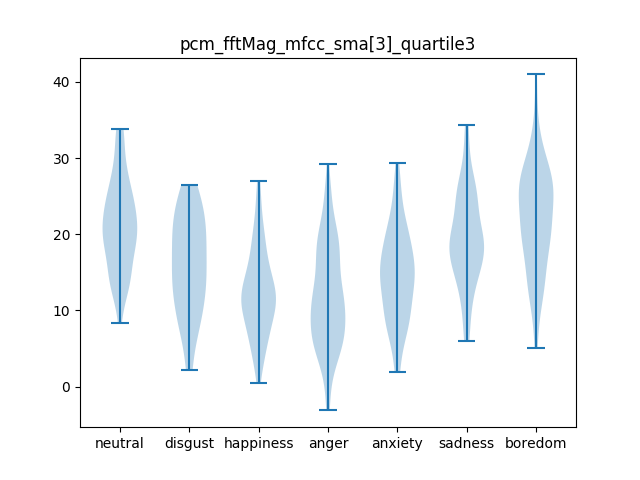 pcm_fftMag_mfcc_sma[3]_quartile3
40
30
20
10
0
neutral disgust happiness anger anxiety sadness boredom